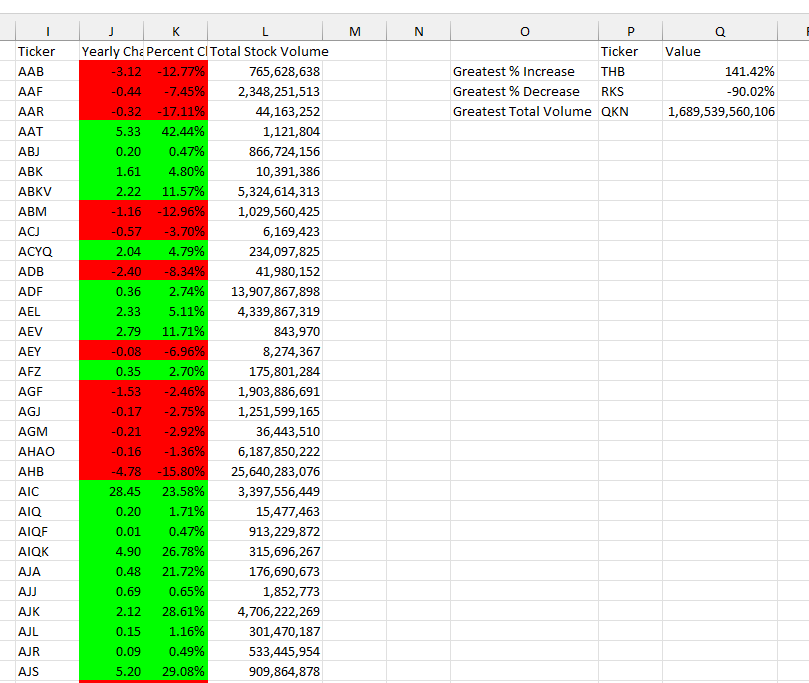 I J K L M N O P Q
Ticker Yearly Cha Percent Cl Total Stock Volume Ticker Value
AAB -3.12 -12.77% 765,628,638 Greatest % Increase THB 141.42%
AAF -0.44 -7.45% 2,348,251,513 Greatest % Decrease RKS -90.02%
AAR -0.32 -17.11% 44,163,252 Greatest Total Volume QKN 1,689,539,560,106
AAT 5.33 42.44% 1,121,804
ABJ 0.20 0.47% 866,724,156
ABK 1.61 4.80% 10,391,386
ABKV 2.22 11.57% 5,324,614,313
ABM -1.16 -12.96% 1,029,560,425
ACJ -0.57 -3.70% 6,169,423
ACYQ 2.04 4.79% 234,097,825
ADB -2.40 -8.34% 41,980,152
ADF 0.36 2.74% 13,907,867,898
AEL 2.33 5.11% 4,339,867,319
AEV 2.79 11.71% 843,970
AEY -0.08 -6.96% 8,274,367
AFZ 0.35 2.70% 175,801,284
AGF -1.53 -2.46% 1,903,886,691
AGJ -0.17 -2.75% 1,251,599,165
AGM -0.21 -2.92% 36,443,510
AHAO -0.16 -1.36% 6,187,850,222
AHB -4.78 -15.80% 25,640,283,076
AIC 28.45 23.58% 3,397,556,449
AIQ 0.20 1.71% 15,477,463
AIQF 0.01 0.47% 913,229,872
AIQK 4.90 26.78% 315,696,267
AJA 0.48 21.72% 176,690,673
AJJ 0.69 0.65% 1,852,773
AJK 2.12 28.61% 4,706,222,269
AJL 0.15 1.16% 301,470,187
AJR 0.09 0.49% 533,445,954
AJS 5.20 29.08% 909,864,878